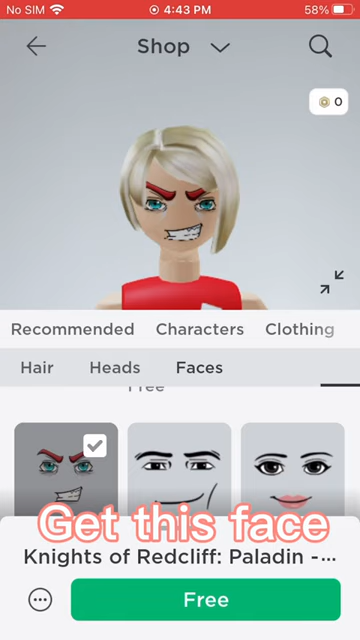 No SIM 4:43 PM 58%
Shop
0
Recommended Characters Clothing
Hair Heads Faces
Free
Get this face
Knights of Redcliff: Paladin -...
Free